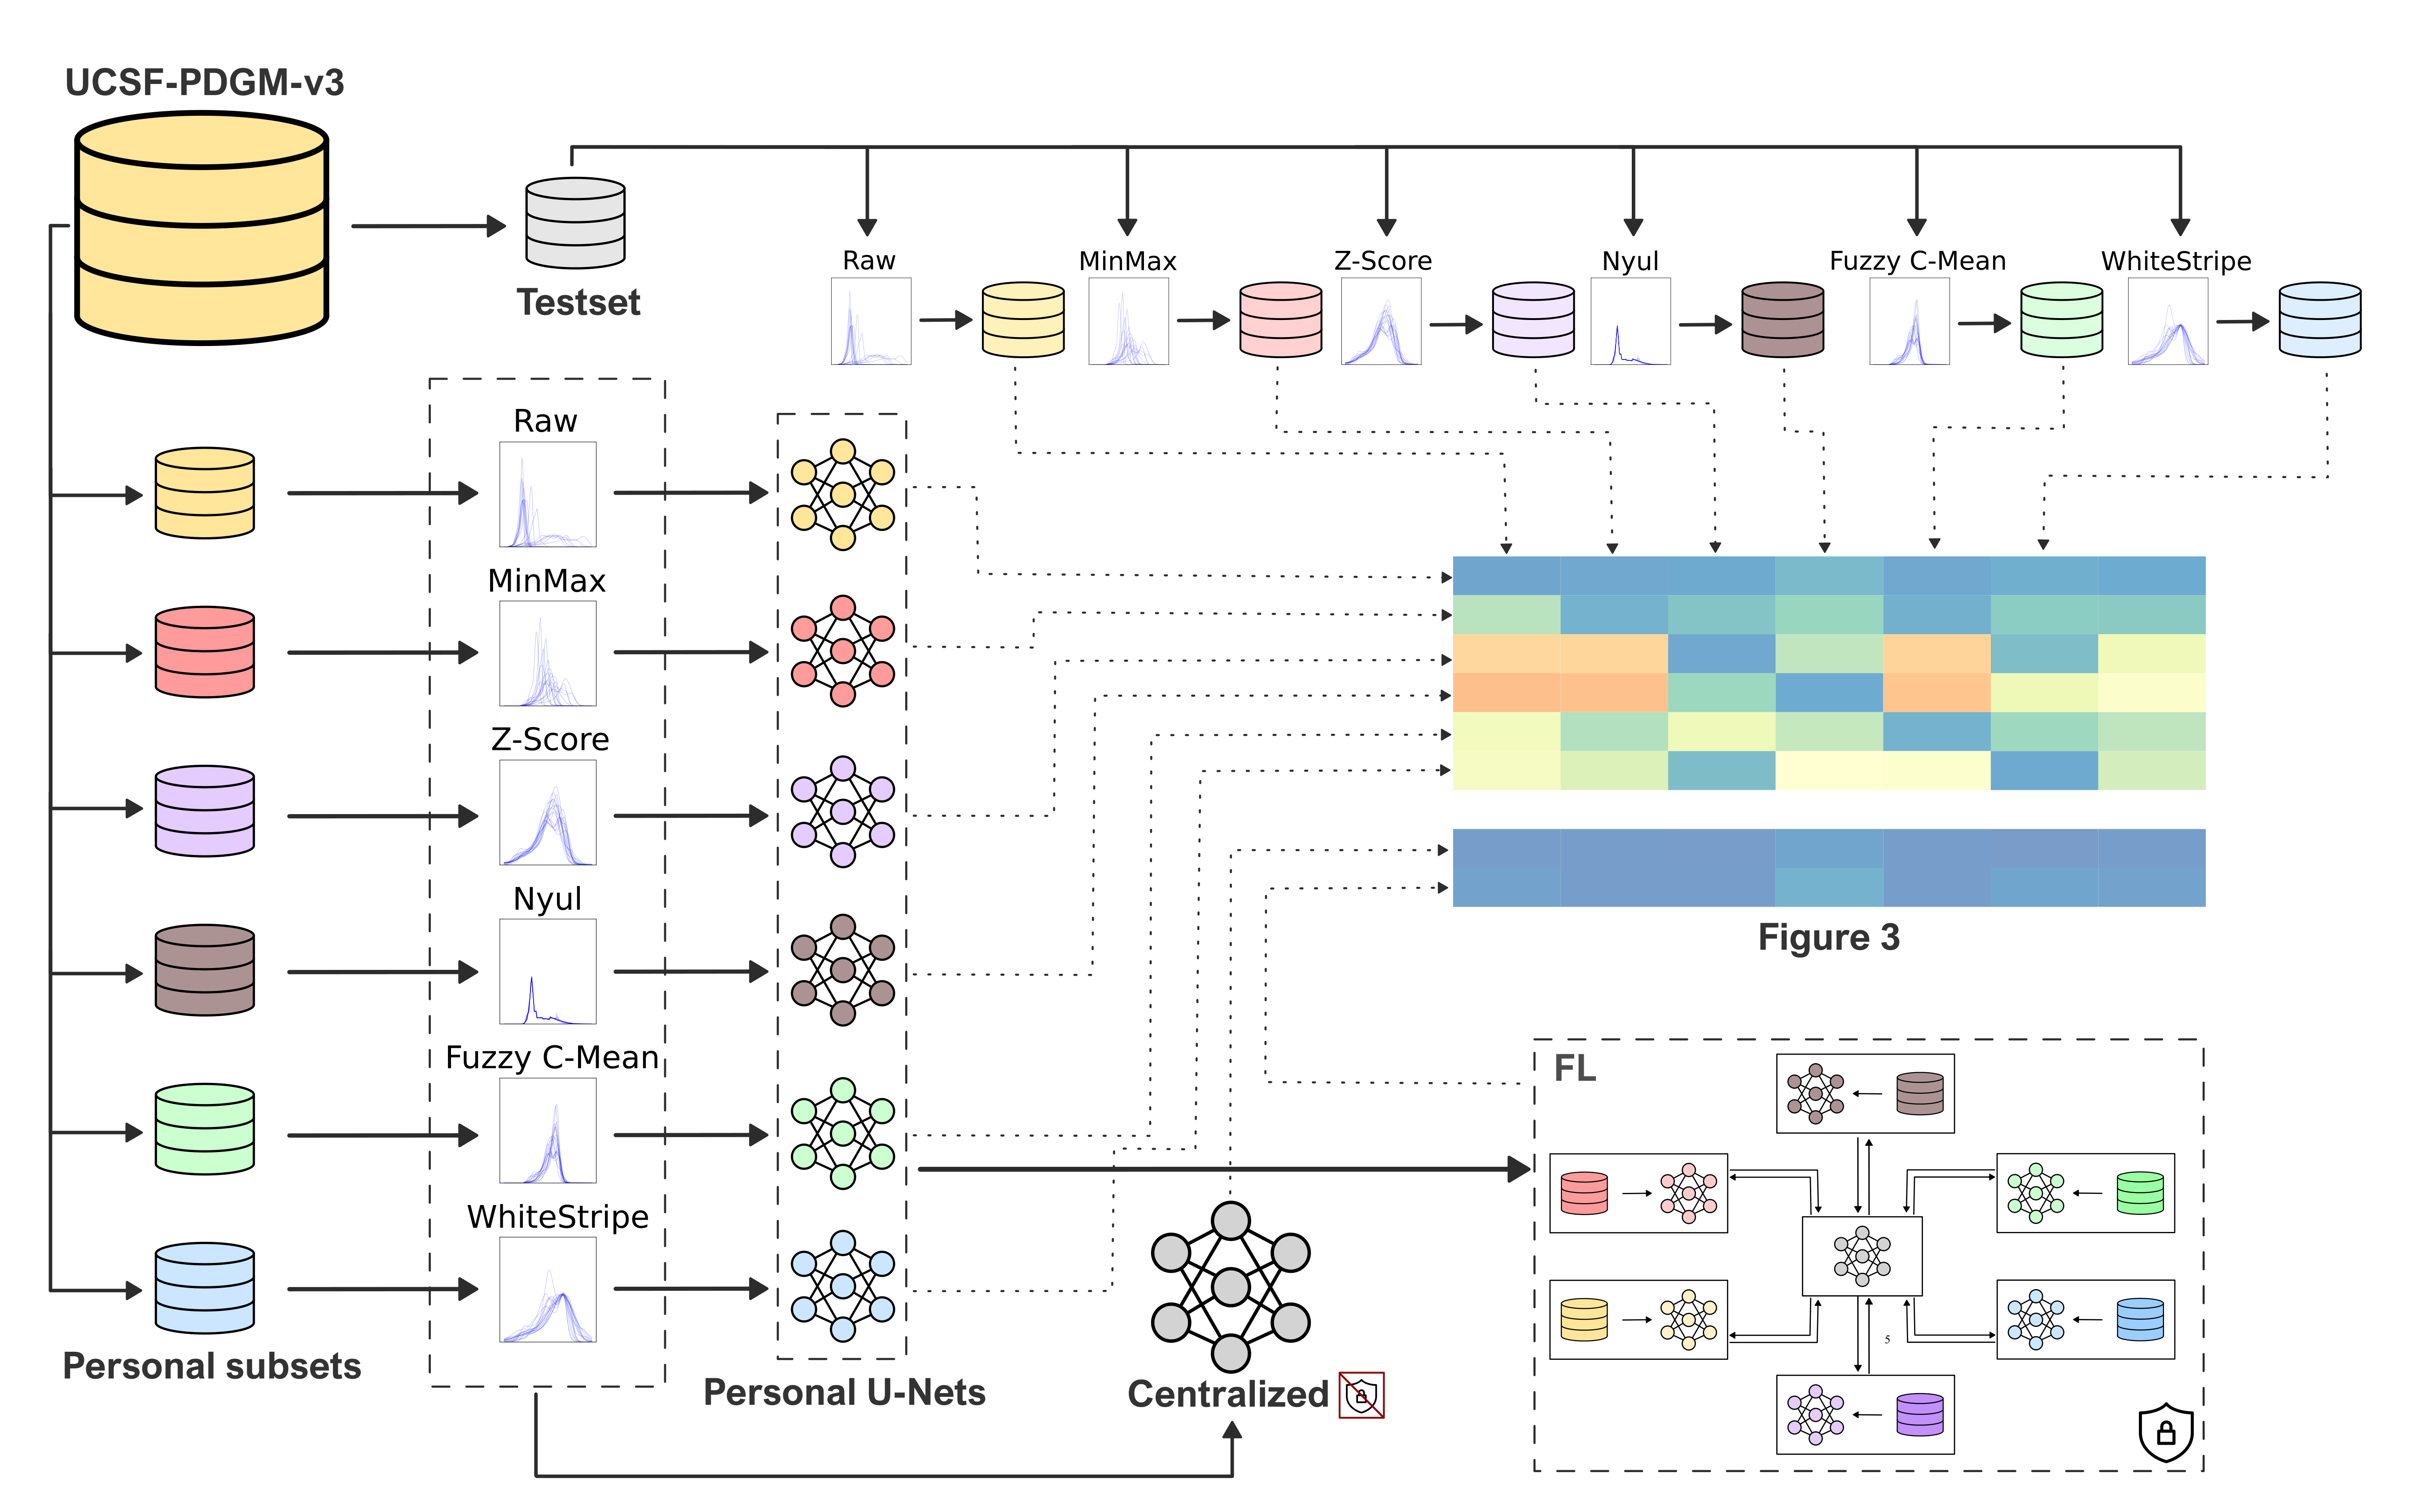 UCSF-PDGM-v3
Testset
Raw
MinMax
Z-Score
Nyul
Fuzzy C-Mean
WhiteStripe
Raw
MinMax
Z-Score
Nyul
Fuzzy C-Mean
WhiteStripe
Personal subsets
Personal U-Nets
Centralized
Figure 3
FL
5